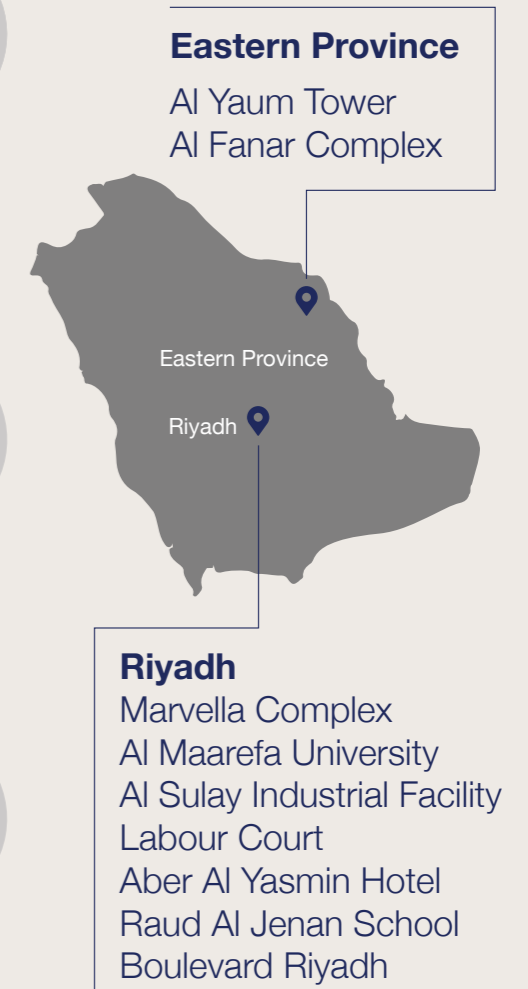 Eastern Province
Al Yaum Tower
Al Fanar Complex
Eastern Province
Riyadh
Riyadh
Marvella Complex
Al Maarefa University
Al Sulay Industrial Facility
Labour Court
Aber Al Yasmin Hotel
Raud Al Jenan School
Boulevard Riyadh